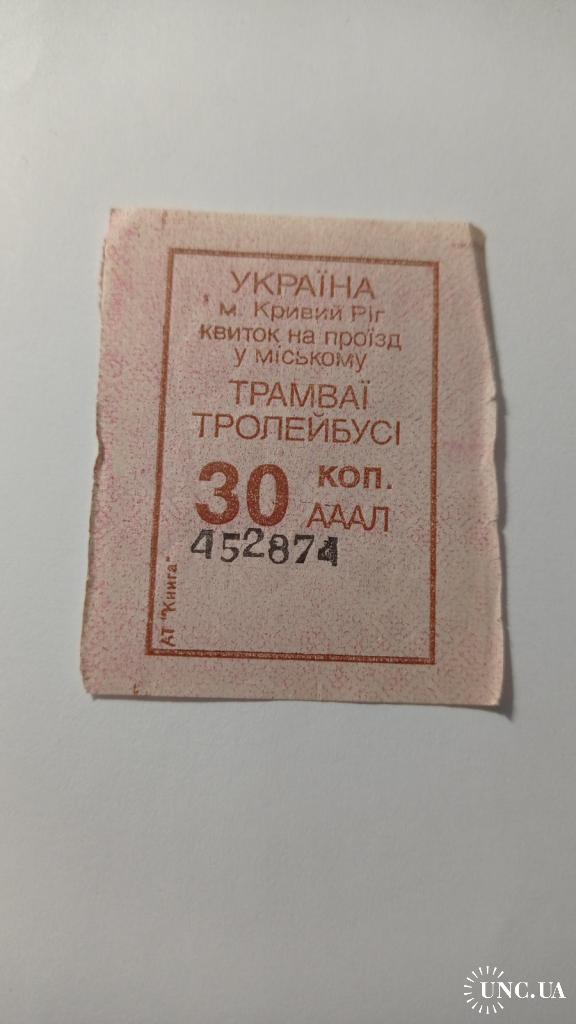 УКРАЇНА
м. Кривий Ріг
квиток на проїзд
у міському
ТРАМВАЇ
ТРОЛЕЙБУСІ
30 коп.
АААЛ
452874
АТ "Книга"
UNC.UA